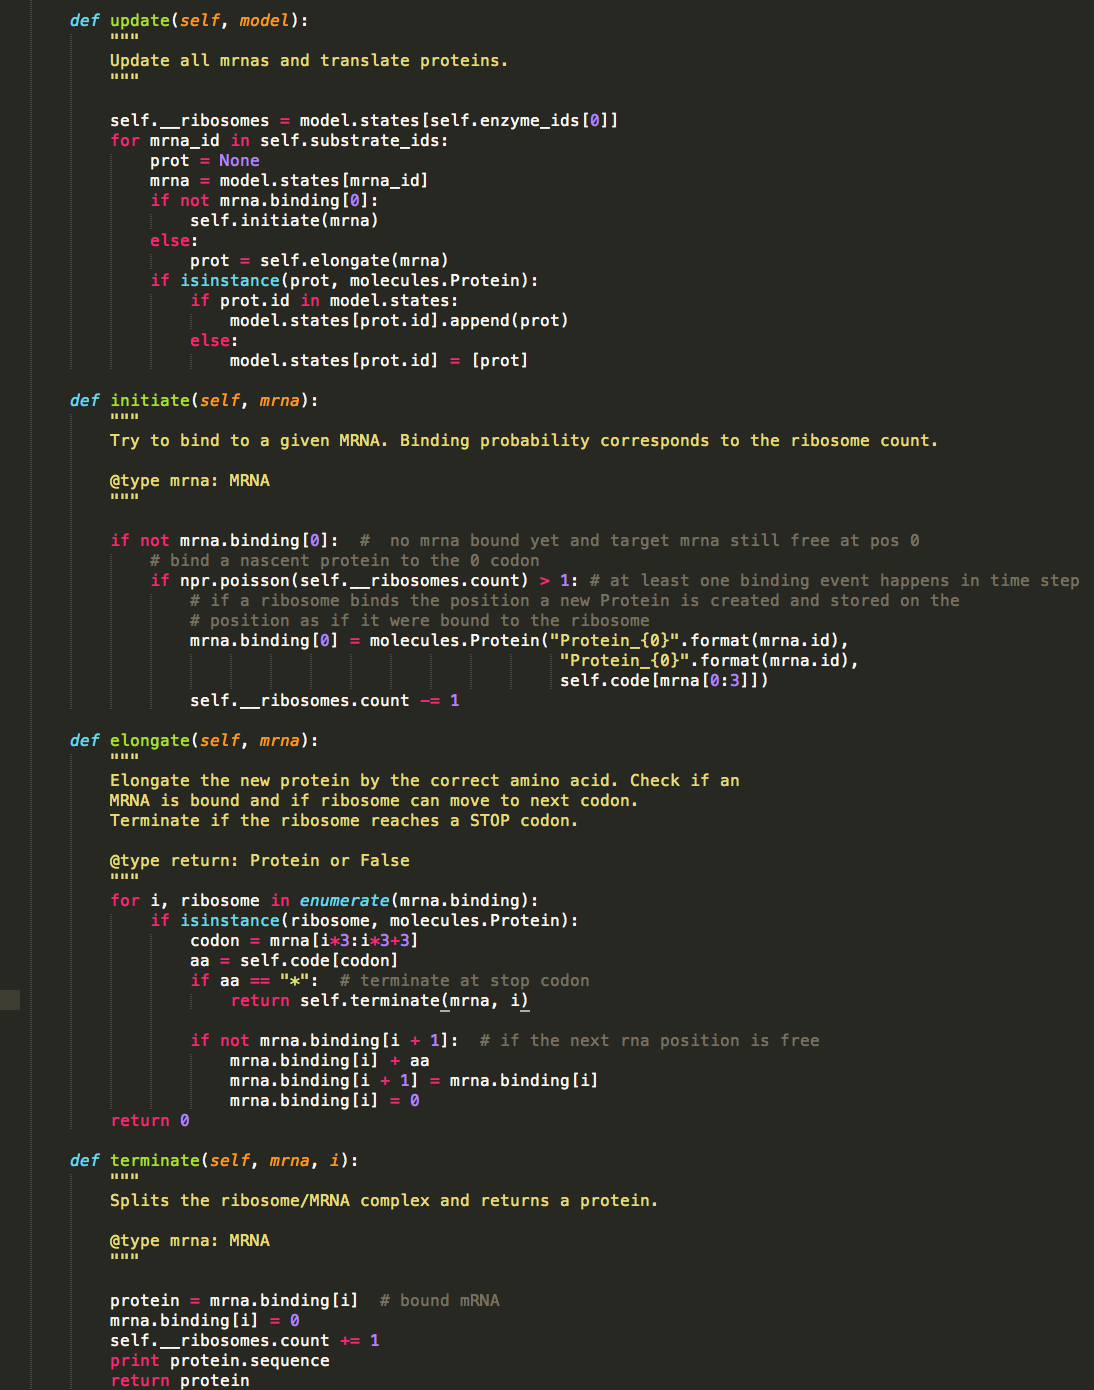 def update(self, model):
    """
    Update all mrnas and translate proteins.
    """

    self.__ribosomes = model.states[self.enzyme_ids[0]]
    for mrna_id in self.substrate_ids:
        prot = None
        mrna = model.states[mrna_id]
        if not mrna.binding[0]:
            self.initiate(mrna)
        else:
            prot = self.elongate(mrna)
        if isinstance(prot, molecules.Protein):
            if prot.id in model.states:
                model.states[prot.id].append(prot)
            else:
                model.states[prot.id] = [prot]

def initiate(self, mrna):
    """
    Try to bind to a given MRNA. Binding probability corresponds to the ribosome count.

    @type mrna: MRNA
    """

    if not mrna.binding[0]:  #  no mrna bound yet and target mrna still free at pos 0
        # bind a nascent protein to the 0 codon
        if npr.poisson(self.__ribosomes.count) > 1: # at least one binding event happens in time step
            # if a ribosome binds the position a new Protein is created and stored on the
            # position as if it were bound to the ribosome
            mrna.binding[0] = molecules.Protein("Protein_{0}".format(mrna.id),
                                                 "Protein_{0}".format(mrna.id),
                                                 self.code[mrna[0:3]])
            self.__ribosomes.count -= 1

def elongate(self, mrna):
    """
    Elongate the new protein by the correct amino acid. Check if an
    MRNA is bound and if ribosome can move to next codon.
    Terminate if the ribosome reaches a STOP codon.

    @type return: Protein or False
    """
    for i, ribosome in enumerate(mrna.binding):
        if isinstance(ribosome, molecules.Protein):
            codon = mrna[i*3:i*3+3]
            aa = self.code[codon]
            if aa == "*":  # terminate at stop codon
                return self.terminate(mrna, i)

            if not mrna.binding[i + 1]:  # if the next rna position is free
                mrna.binding[i] + aa
                mrna.binding[i + 1] = mrna.binding[i]
                mrna.binding[i] = 0
    return 0

def terminate(self, mrna, i):
    """
    Splits the ribosome/MRNA complex and returns a protein.

    @type mrna: MRNA
    """

    protein = mrna.binding[i]  # bound mRNA
    mrna.binding[i] = 0
    self.__ribosomes.count += 1
    print protein.sequence
    return protein